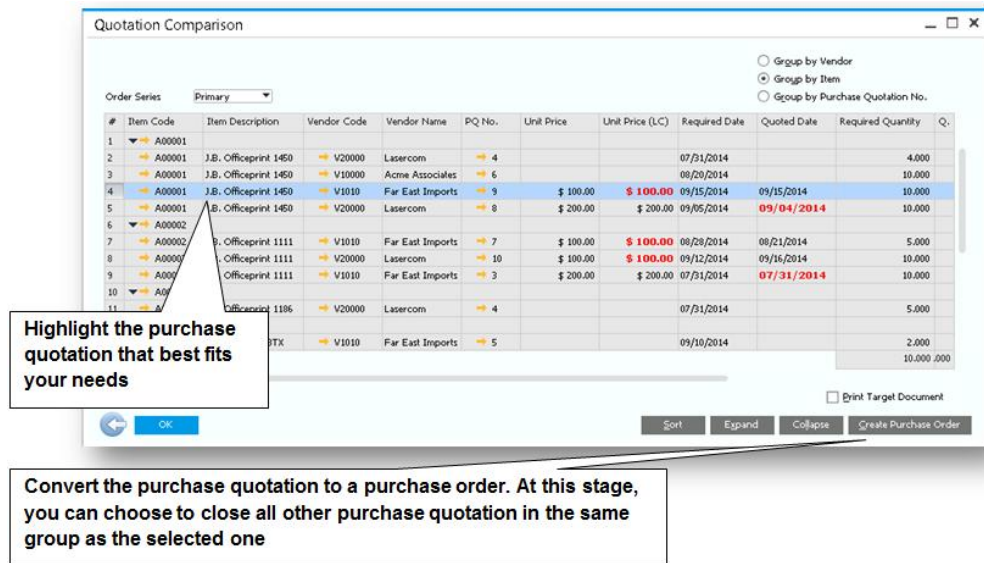 Quotation Comparison
Group by Vendor
Group by Item
Order Series Primary
Group by Purchase Quotation No.
# Item Code Item Description Vendor Code Vendor Name PQ No. Unit Price Unit Price (LC) Required Date Quoted Date Required Quantity Q.
1 A00001
2 A00001 J.B. Officeprint 1450 V20000 Lasercom 4 07/31/2014 4.000
3 A00001 J.B. Officeprint 1450 V10000 Acme Associates 6 08/20/2014 10.000
4 A00001 J.B. Officeprint 1450 V1010 Far East Imports 9 $ 100.00 $ 100.00 09/15/2014 09/15/2014 10.000
5 A00001 J.B. Officeprint 1450 V20000 Lasercom 8 $ 200.00 $ 200.00 09/05/2014 09/04/2014 10.000
6 A00002
7 A00002 Officeprint 1111 V1010 Far East Imports 7 $ 100.00 $ 100.00 08/28/2014 08/21/2014 5.000
8 Officeprint 1111 V20000 Lasercom 10 $ 100.00 $ 100.00 09/12/2014 09/16/2014 10.000
9 Officeprint 1111 V1010 Far East Imports 3 $ 200.00 $ 200.00 07/31/2014 07/31/2014 10.000
10
11 Officeprint 1186 V20000 Lasercom 4 07/31/2014 5.000
V1010 Far East Imports 5 09/10/2014 2.000
10.000 .000
Highlight the purchase
quotation that best fits
your needs
Print Target Document
OK Sort Expand Collapse Create Purchase Order
Convert the purchase quotation to a purchase order. At this stage,
you can choose to close all other purchase quotation in the same
group as the selected one